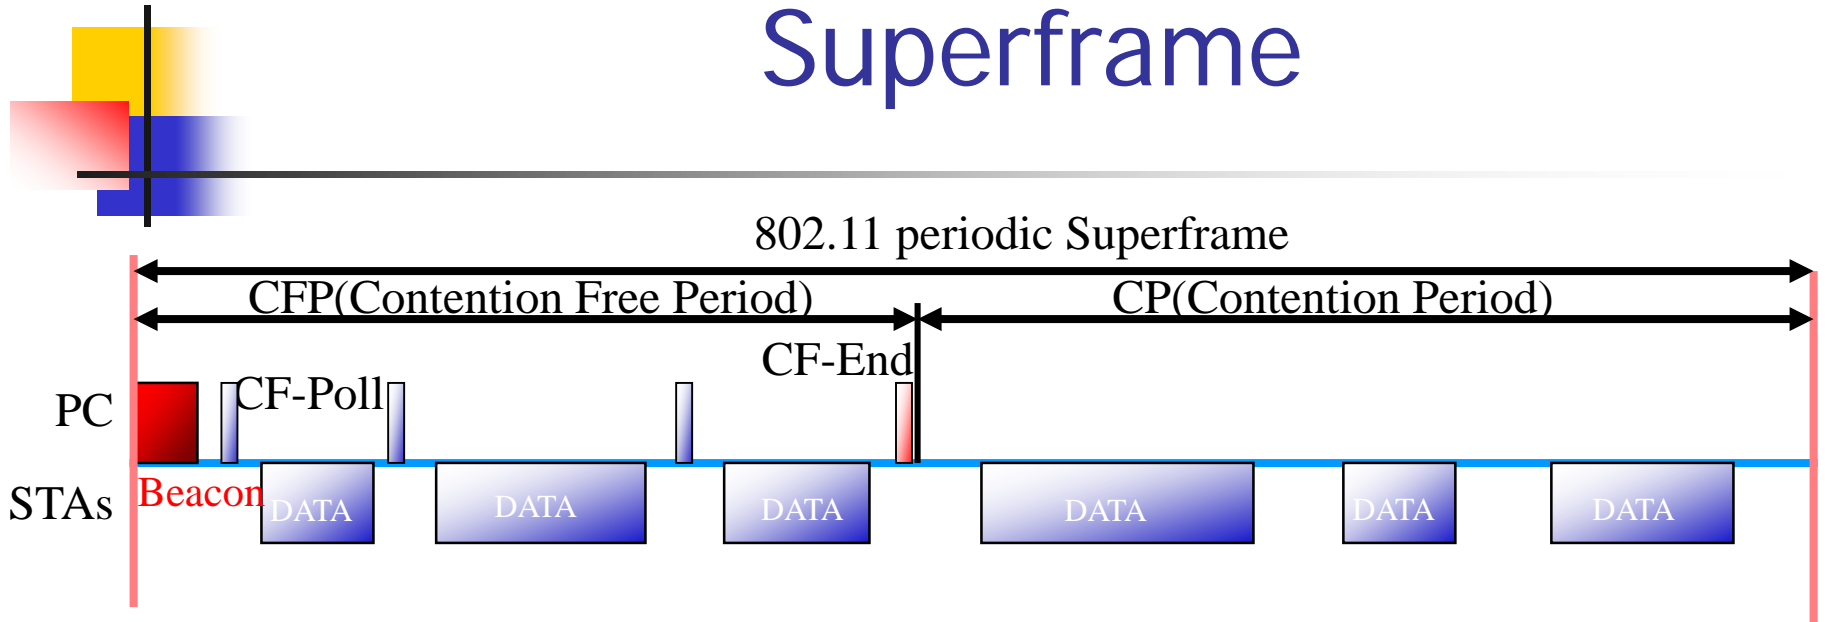 Superframe
802.11 periodic Superframe
CFP(Contention Free Period) CP(Contention Period)
CF-End
PC CF-Poll
STAs Beacon DATA DATA DATA DATA DATA DATA